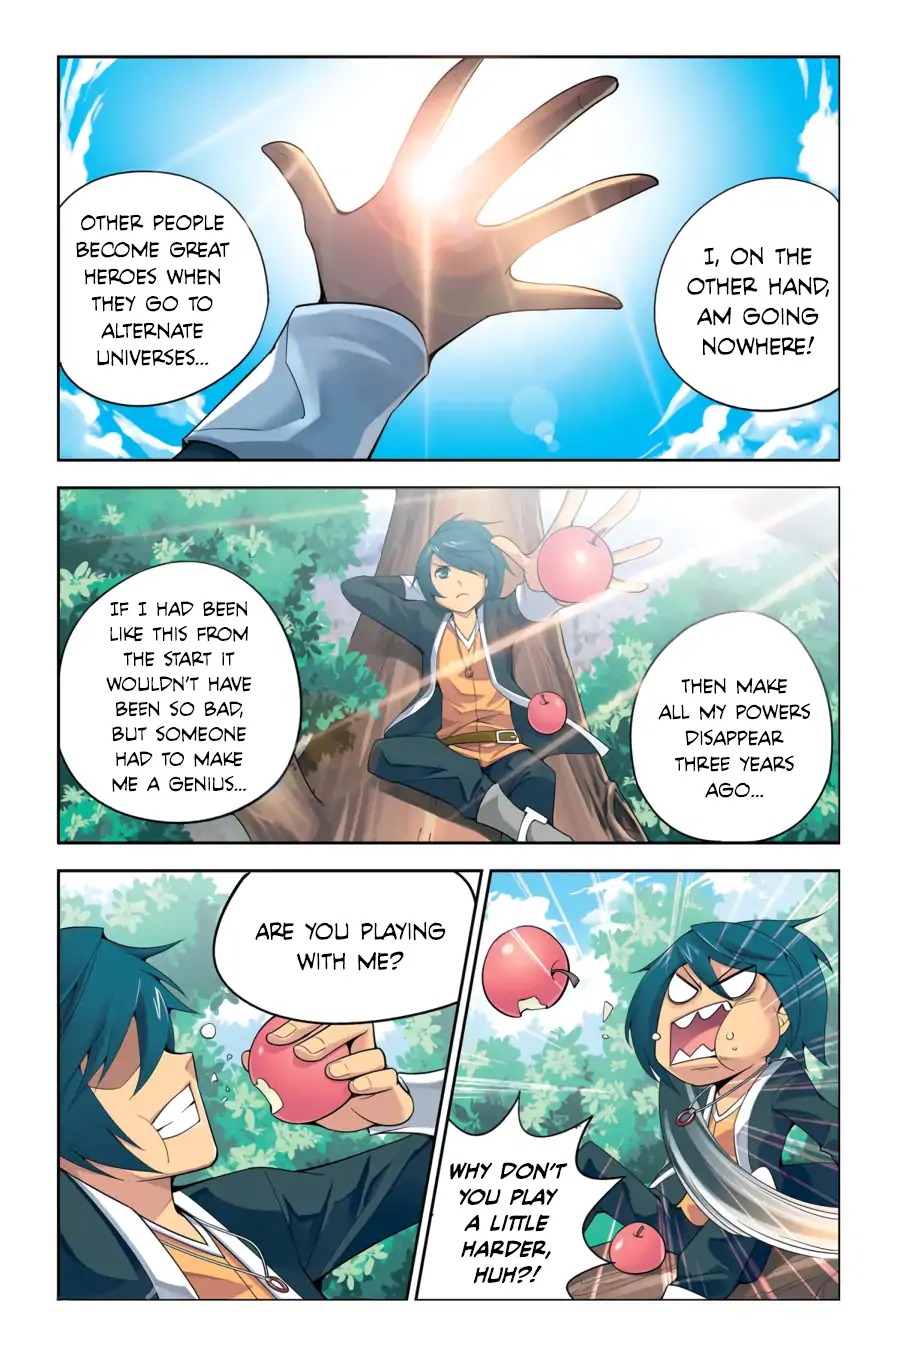 OTHER PEOPLE
BECOME GREAT
HEROES WHEN
THEY GO TO
ALTERNATE
UNIVERSES...
I, ON THE
OTHER HAND,
AM GOING
NOWHERE!
IF I HAD BEEN
LIKE THIS FROM
THE START IT
WOULDN'T HAVE
BEEN SO BAD,
BUT SOMEONE
HAD TO MAKE
ME A GENIUS...
THEN MAKE
ALL MY POWERS
DISAPPEAR
THREE YEARS
AGO...
ARE YOU PLAYING
WITH ME?
WHY DON'T
YOU PLAY
A LITTLE
HARDER,
HUH?!